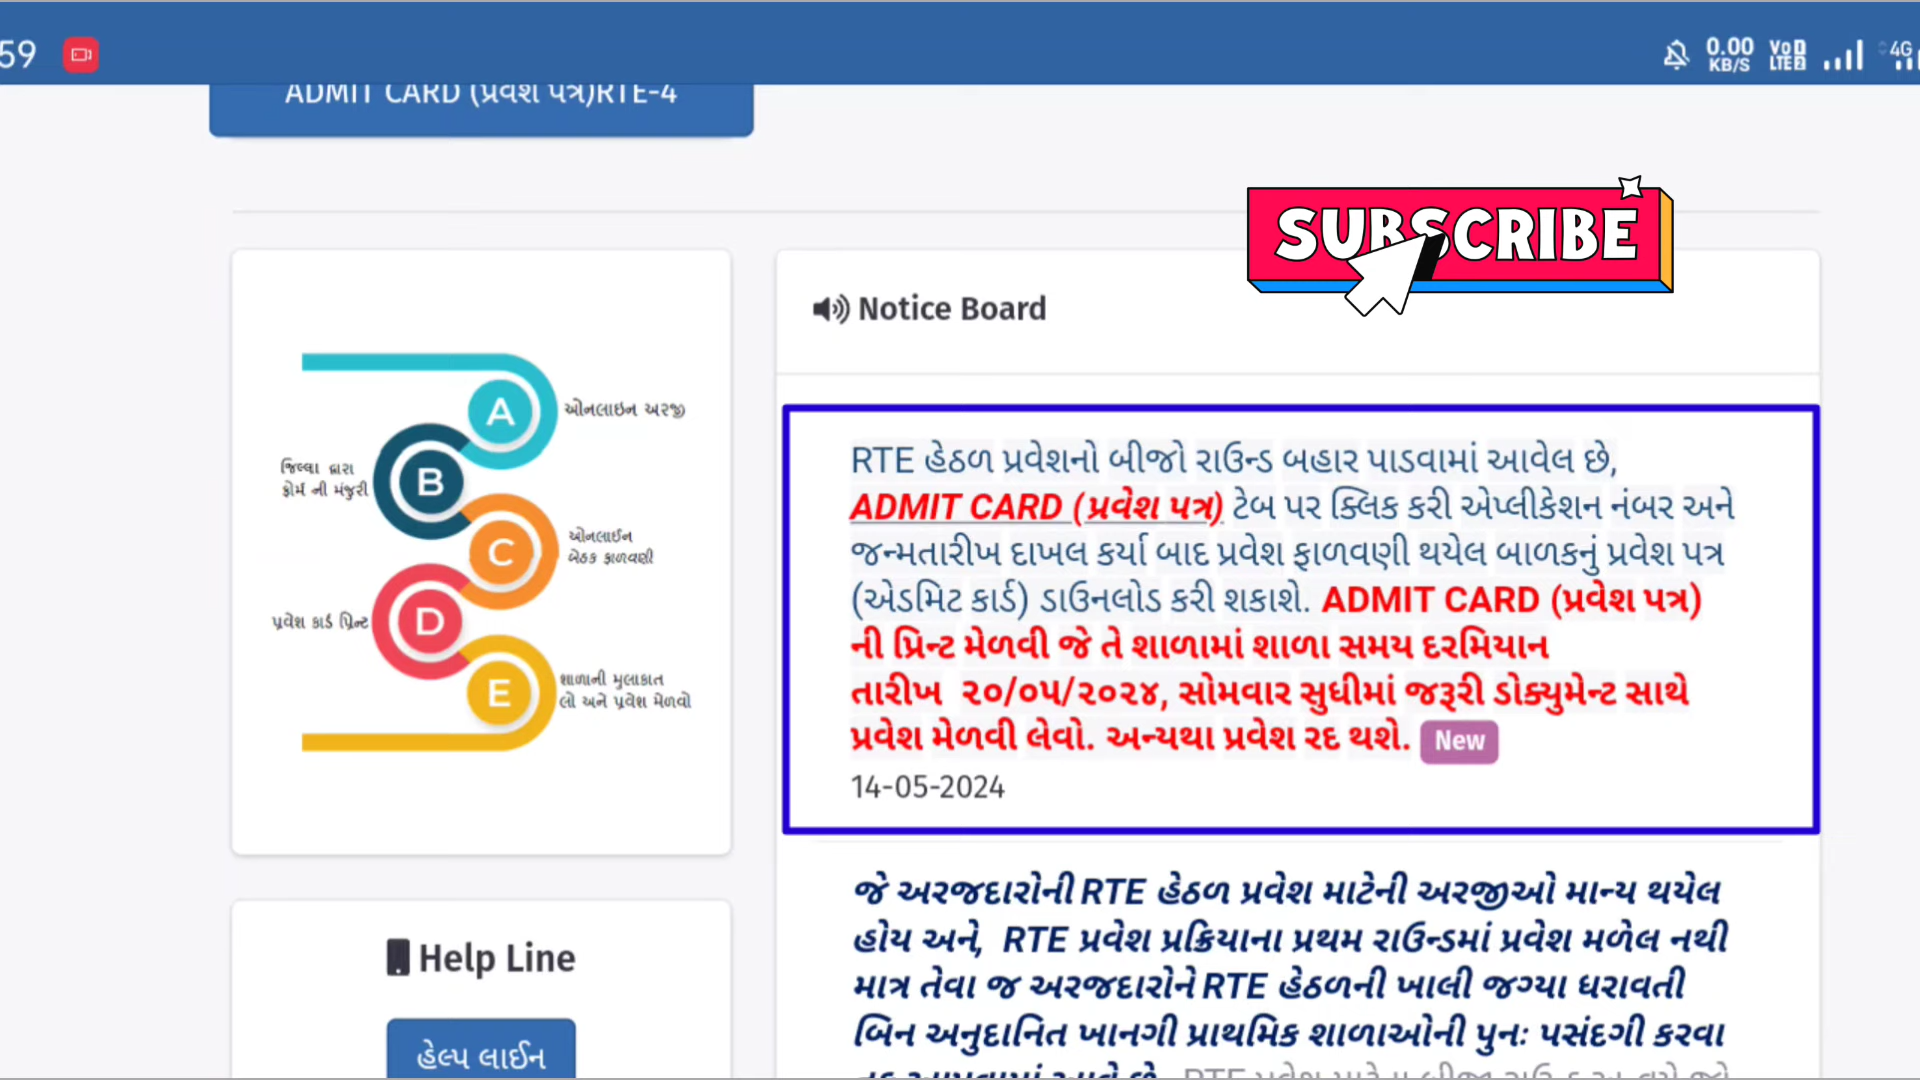 59
0.00
KB/S
Vo 1
LTE 2
4G
ADMIT CARD (પ્રવેશ પત્ર)RTE-4
SUBSCRIBE
Notice Board
A
ઓનલાઇન અરજી
B
જિલ્લા દ્વારા
ફોર્મ ની મંજુરી
C
ઓનલાઈન
બેઠક ફાળવણી
D
પ્રવેશ કાર્ડ પ્રિન્ટ
E
શાળાની મુલાકાત
લો અને પ્રવેશ મેળવો
RTE હેઠળ પ્રવેશનો બીજો રાઉન્ડ બહાર પાડવામાં આવેલ છે,
ADMIT CARD (પ્રવેશ પત્ર) ટેબ પર ક્લિક કરી એપ્લીકેશન નંબર અને
જન્મતારીખ દાખલ કર્યા બાદ પ્રવેશ ફાળવણી થયેલ બાળકનું પ્રવેશ પત્ર
(એડમિટ કાર્ડ) ડાઉનલોડ કરી શકાશે. ADMIT CARD (પ્રવેશ પત્ર)
ની પ્રિન્ટ મેળવી જે તે શાળામાં શાળા સમય દરમિયાન
તારીખ ૨૦/૦૫/૨૦૨૪, સોમવાર સુધીમાં જરૂરી ડોક્યુમેન્ટ સાથે
પ્રવેશ મેળવી લેવો. અન્યથા પ્રવેશ રદ થશે. New
14-05-2024
જે અરજદારોની RTE હેઠળ પ્રવેશ માટેની અરજીઓ માન્ય થયેલ
હોય અને, RTE પ્રવેશ પ્રક્રિયાના પ્રથમ રાઉન્ડમાં પ્રવેશ મળેલ નથી
માત્ર તેવા જ અરજદારોને RTE હેઠળની ખાલી જગ્યા ધરાવતી
બિન અનુદાનિત ખાનગી પ્રાથમિક શાળાઓની પુનઃ પસંદગી કરવા
Help Line
હેલ્પ લાઈન